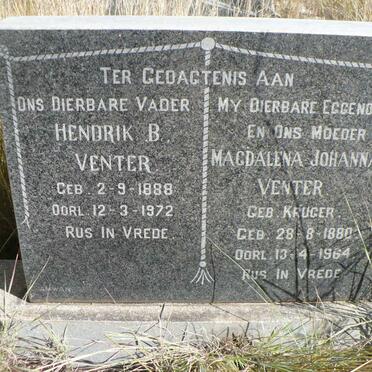 TER GEDAGTENIS AAN
ONS DIERBARE VADER
HENDRIK B.
VENTER
GEB. 2-9-1888
OORL. 12-3-1972
RUS IN VREDE
MY DIERBARE EGGENO
EN ONS MOEDER
MAGDALENA JOHANNA
VENTER
GEB. KRUGER.
GEB. 28-8-1880
OORL. 13-4-1964
RUS IN VREDE